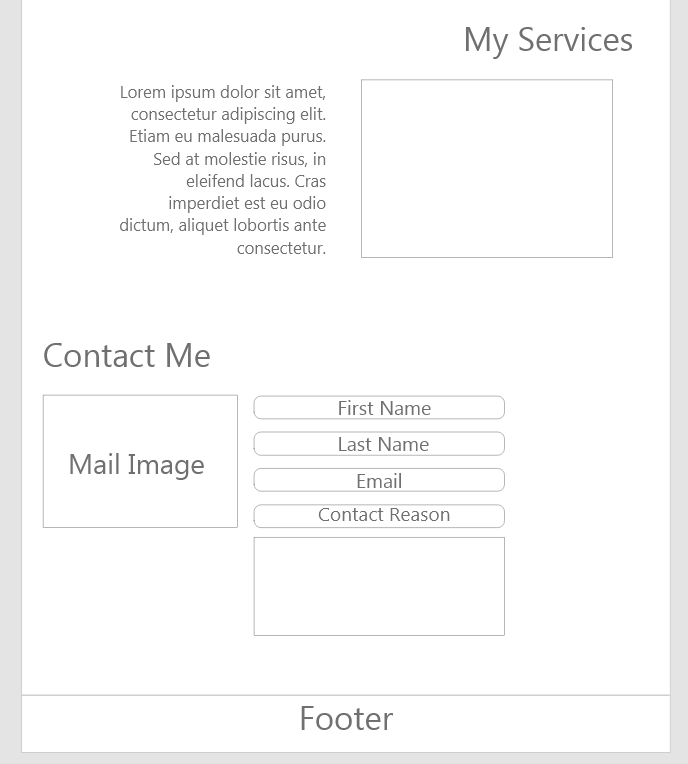 My Services
Lorem ipsum dolor sit amet,
consectetur adipiscing elit.
Etiam eu malesuada purus.
Sed at molestie risus, in
eleifend lacus. Cras
imperdiet est eu odio
dictum, aliquet lobortis ante
consectetur.
Contact Me
Mail Image
First Name
Last Name
Email
Contact Reason
Footer